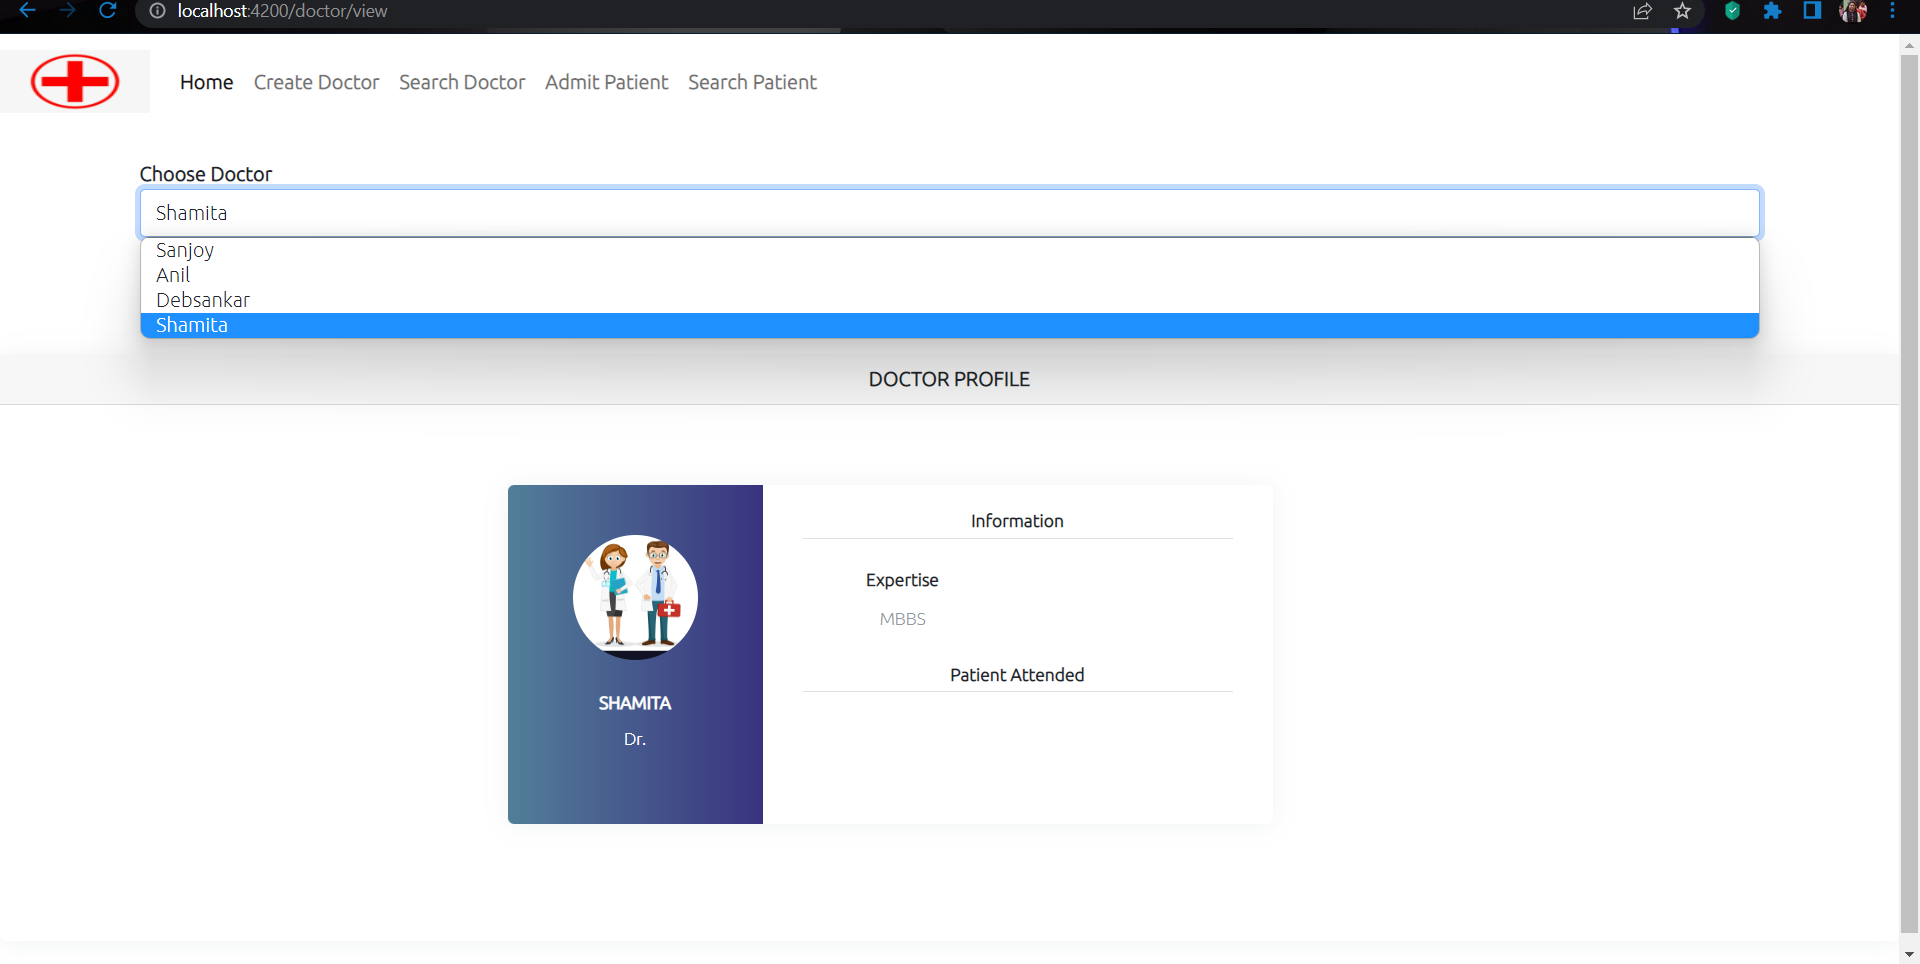 localhost:4200/doctor/view
Home Create Doctor Search Doctor Admit Patient Search Patient
Choose Doctor
Shamita
Sanjoy
Anil
Debsankar
Shamita
DOCTOR PROFILE
Information
Expertise
MBBS
Patient Attended
SHAMITA
Dr.